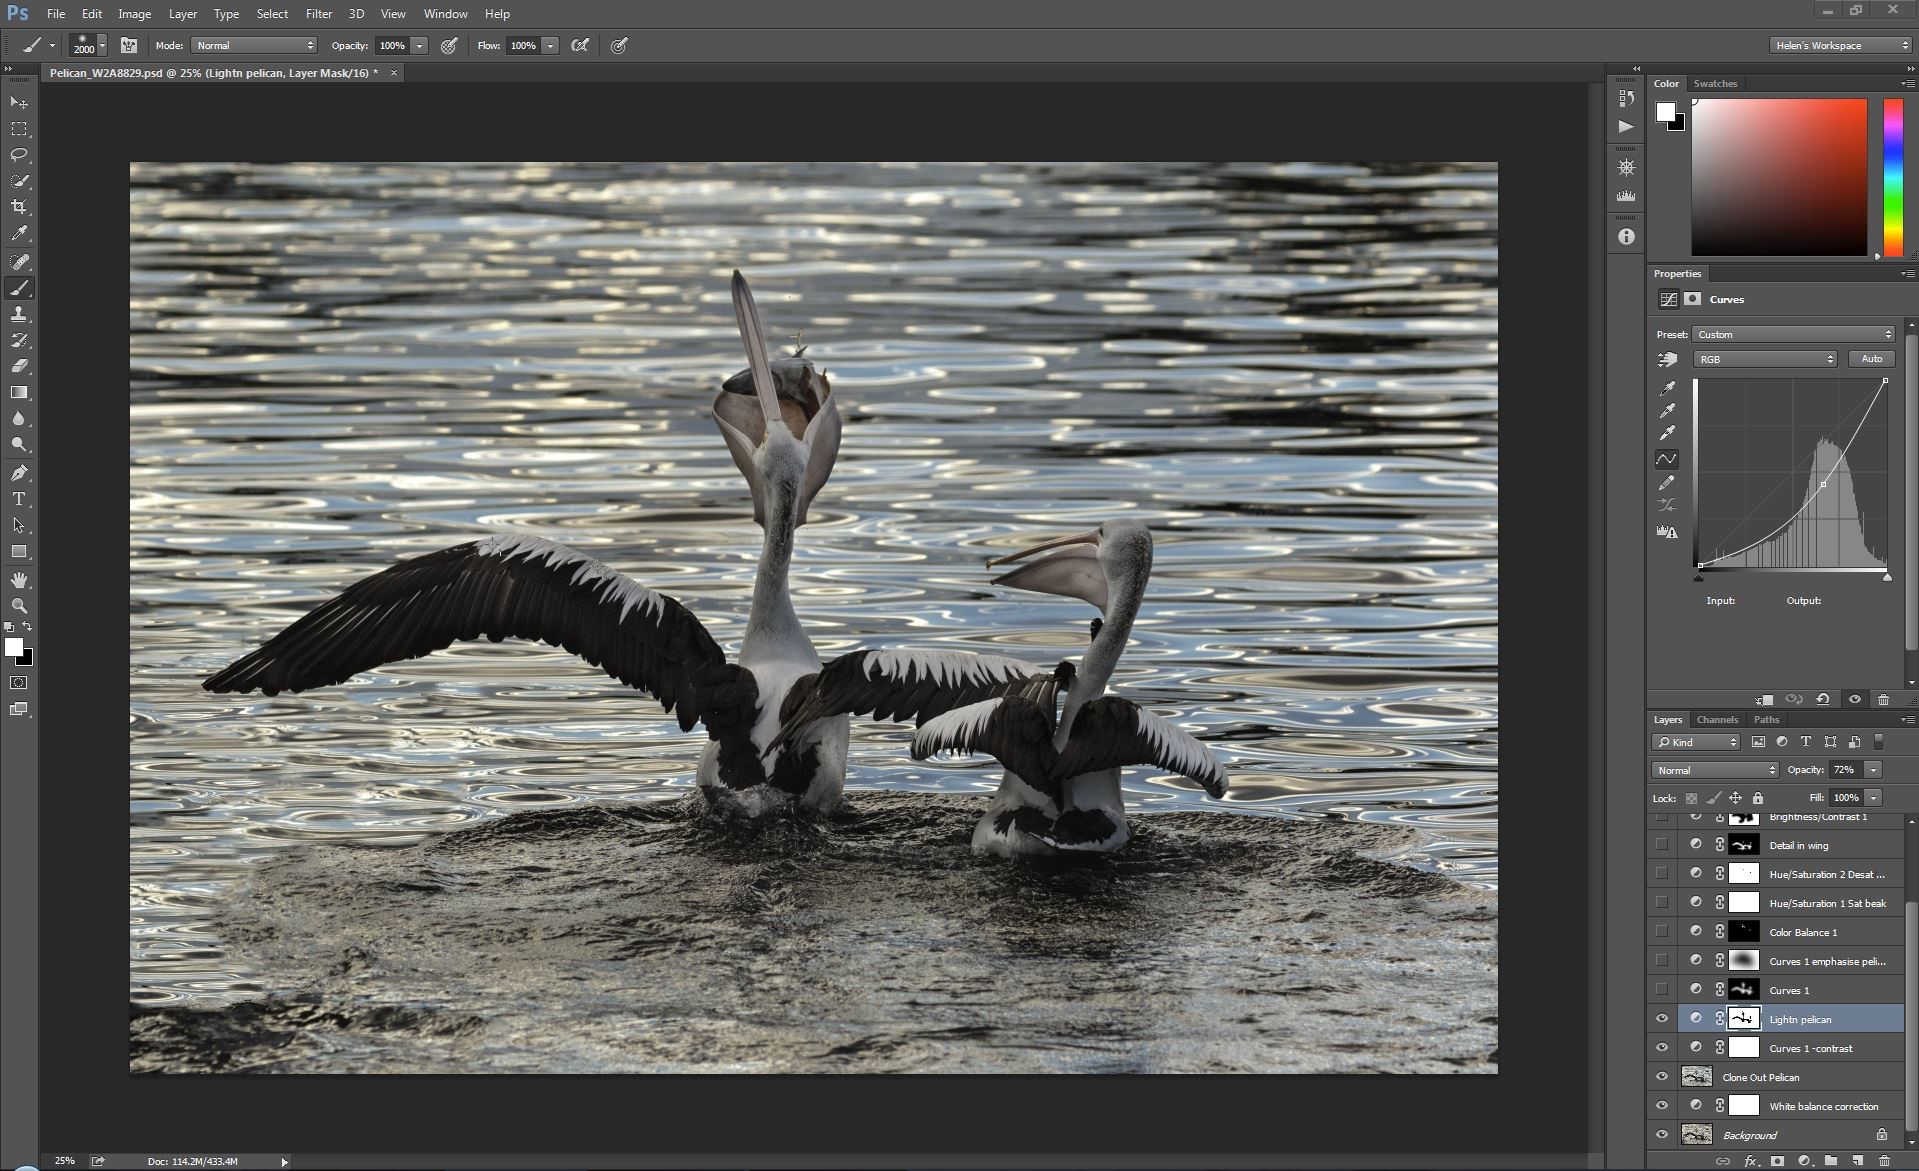 Ps File Edit Image Layer Type Select Filter 3D View Window Help
2000 Mode: Normal Opacity: 100% Flow: 100% Helen's Workspace
Pelican_W2A8829.psd @ 25% (Lightn pelican, Layer Mask/16) * ×
Color Swatches
Properties
Curves
Preset: Custom
RGB Auto
Input: Output:
Layers Channels Paths
Kind
Normal Opacity: 72%
Lock: Fill: 100%
Brightness/Contrast 1
Detail in wing
Hue/Saturation 2 Desat ...
Hue/Saturation 1 Sat beak
Color Balance 1
Curves 1 emphasise peli...
Curves 1
Lightn pelican
Curves 1 -contrast
Clone Out Pelican
White balance correction
Background
25% Doc: 114.2M/433.4M
fx